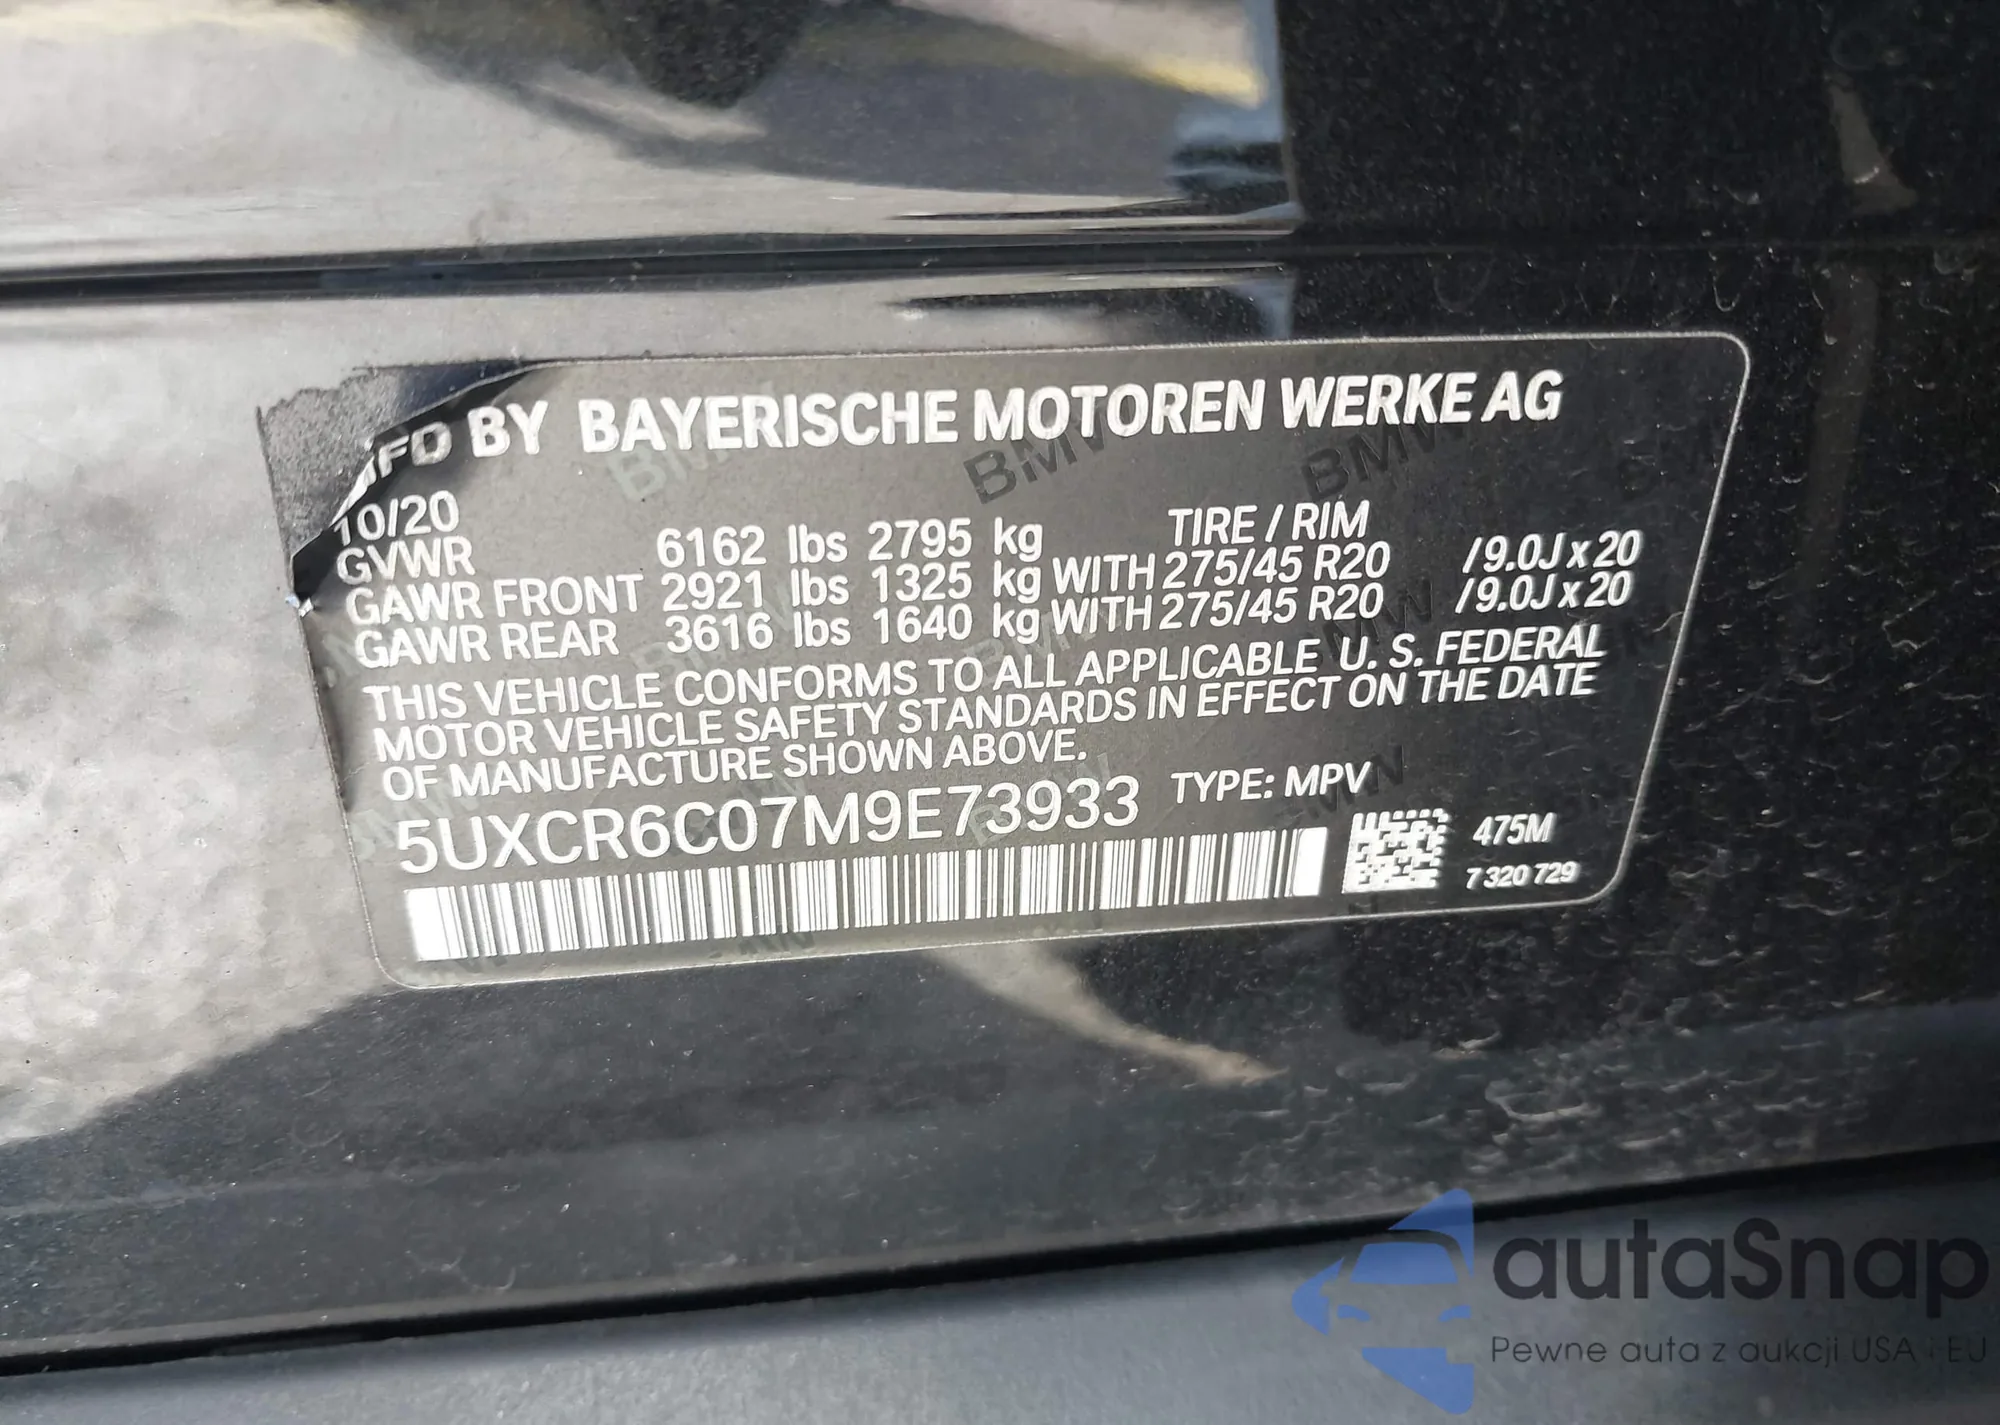 MFD BY BAYERISCHE MOTOREN WERKE AG
10/20 TIRE / RIM
GVWR 6162 lbs 2795 kg
GAWR FRONT 2921 lbs 1325 kg WITH 275/45 R20 / 9.0J x 20
GAWR REAR 3616 lbs 1640 kg WITH 275/45 R20 / 9.0J x 20
THIS VEHICLE CONFORMS TO ALL APPLICABLE U. S. FEDERAL
MOTOR VEHICLE SAFETY STANDARDS IN EFFECT ON THE DATE
OF MANUFACTURE SHOWN ABOVE.
5UXCR6C07M9E73933 TYPE: MPV
475M
7 320 729
autaSnap
Pewne auta z aukcji USA i EU